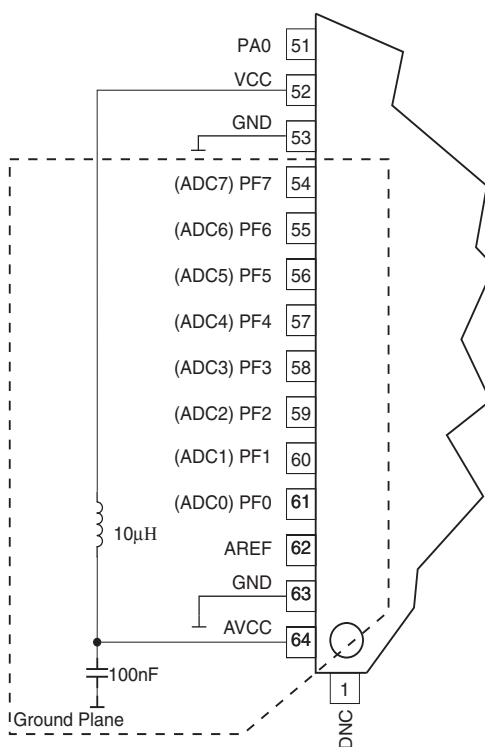 PA0 51
VCC 52
GND 53
(ADC7) PF7 54
(ADC6) PF6 55
(ADC5) PF5 56
(ADC4) PF4 57
(ADC3) PF3 58
(ADC2) PF2 59
(ADC1) PF1 60
(ADC0) PF0 61
10μH
AREF 62
GND 63
AVCC 64
100nF
1
Ground Plane
DNC